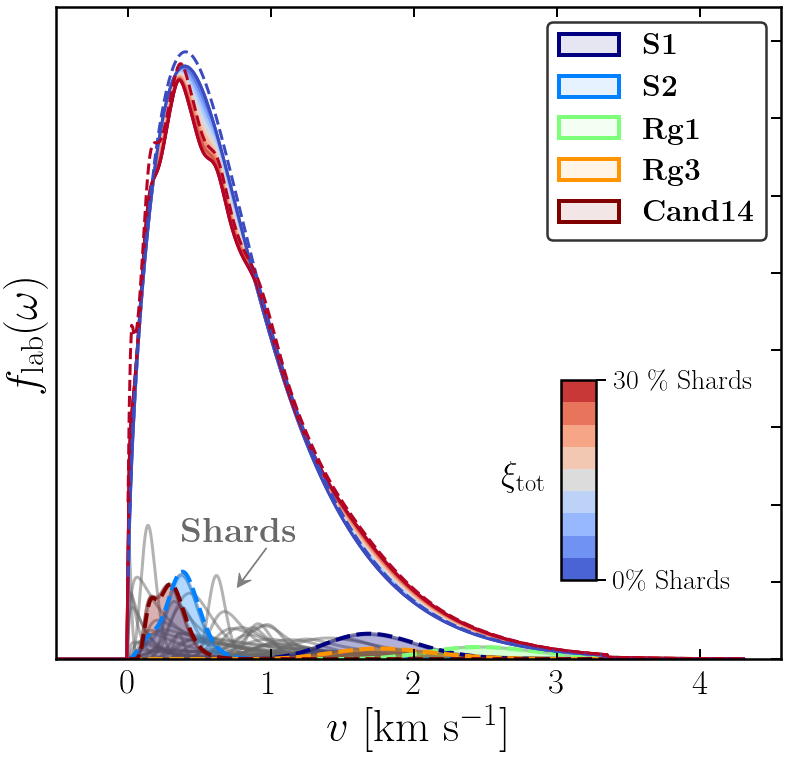 S1
S2
Rg1
Rg3
Cand14
f_lab(ω)
30 % Shards
ξ_tot
0% Shards
Shards
0 1 2 3 4
v [km s⁻¹]